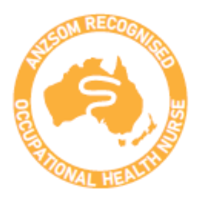 ANZSOM RECOGNISED
OCCUPATIONAL HEALTH NURSE